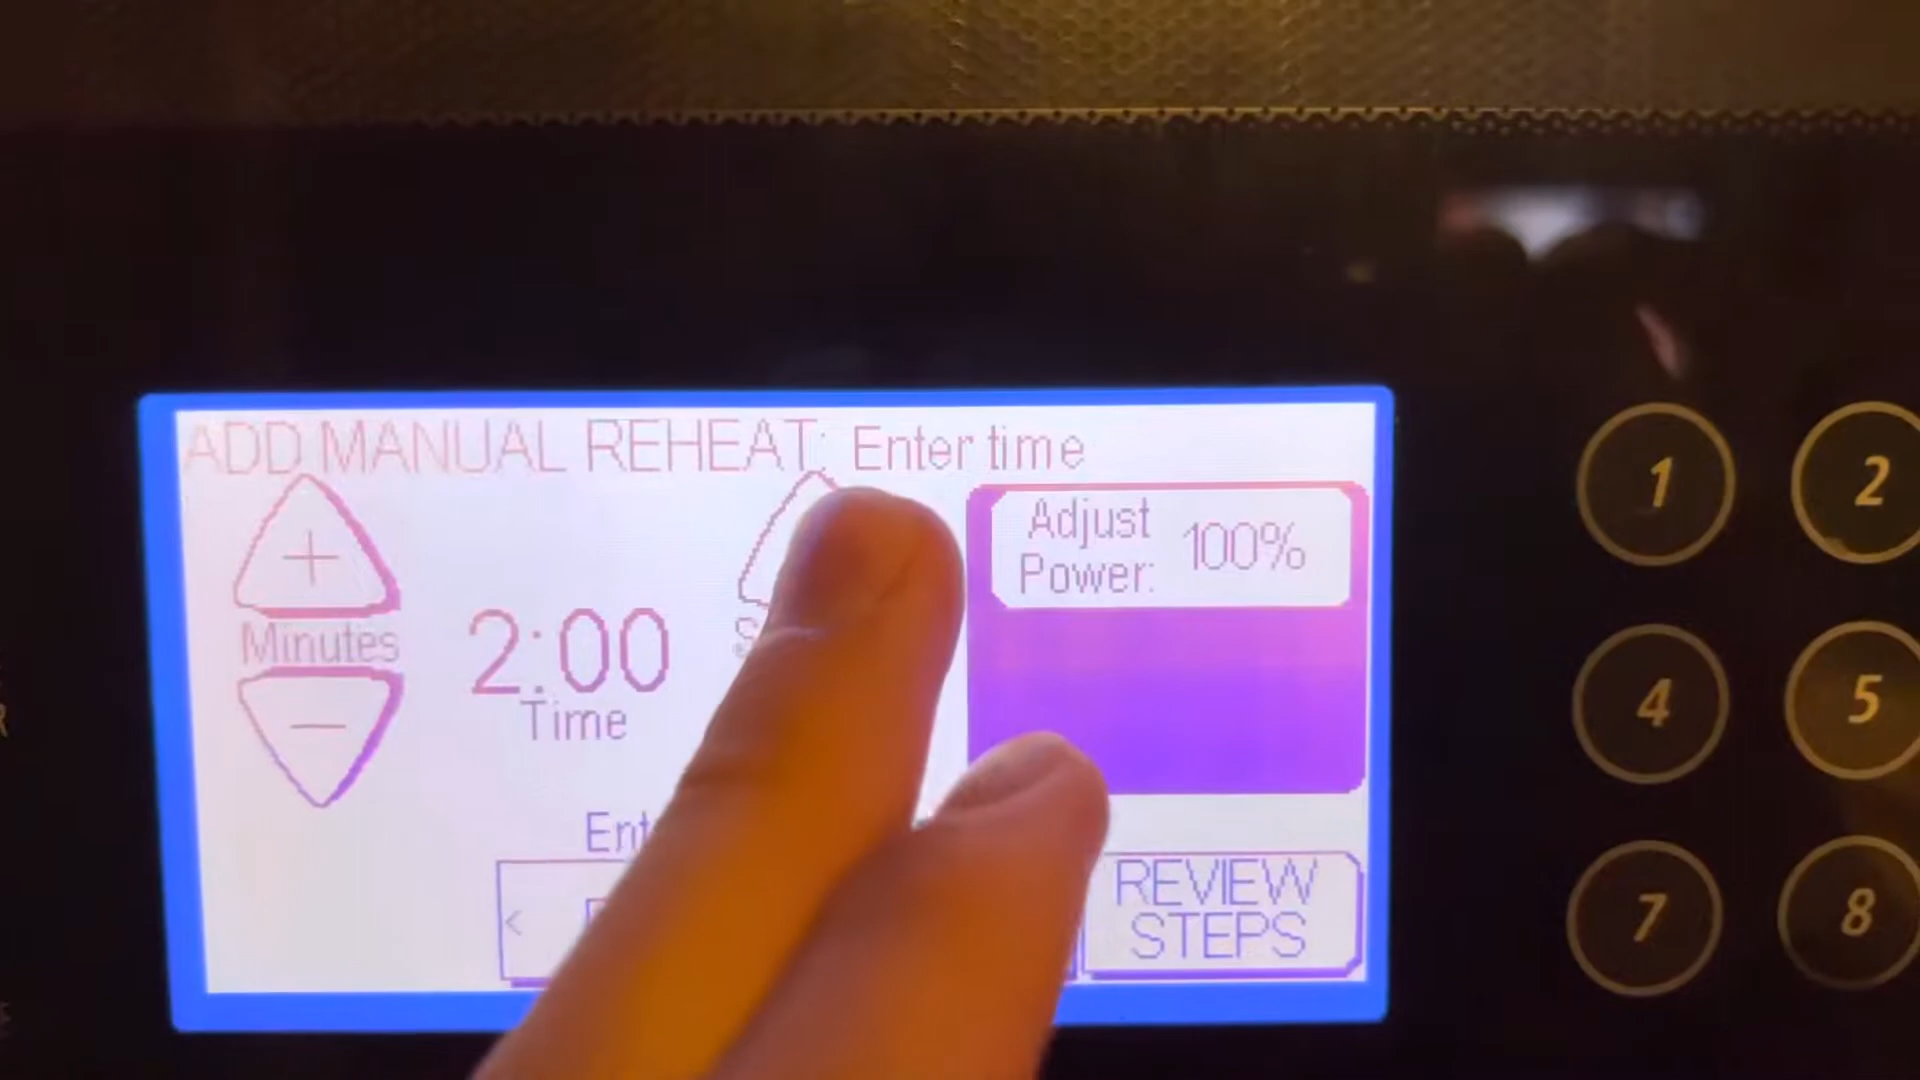 ADD MANUAL REHEAT: Enter time
+
Minutes
−
2:00
Time
Adjust
Power: 100%
<
REVIEW
STEPS
1 2
4 5
7 8